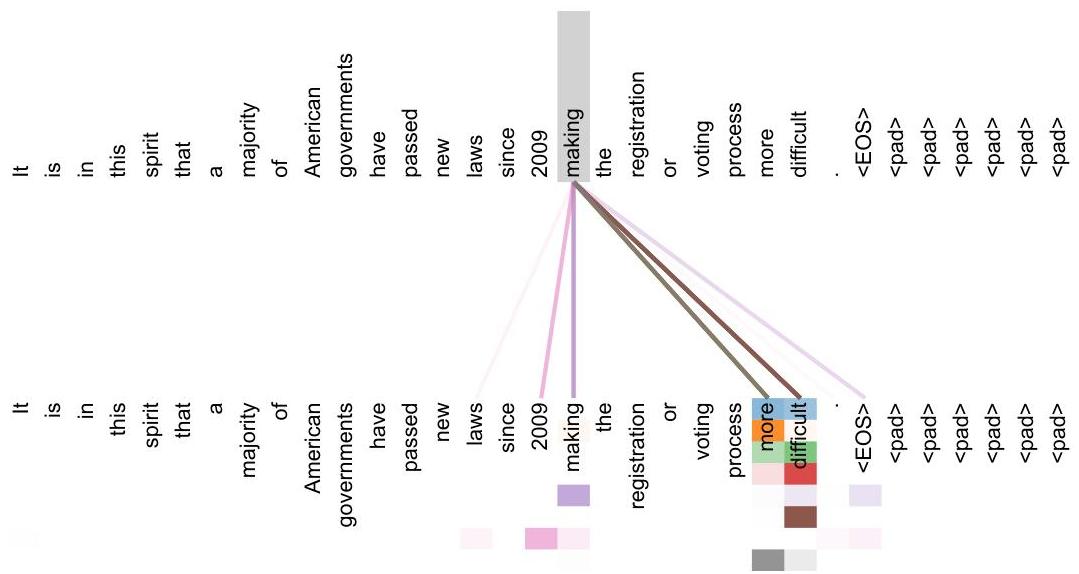 It is in this spirit that a majority of American governments have passed new laws since 2009 making the registration or voting process more difficult . <EOS> <pad> <pad> <pad> <pad> <pad> <pad>
It is in this spirit that a majority of American governments have passed new laws since 2009 making the registration or voting process more difficult . <EOS> <pad> <pad> <pad> <pad> <pad> <pad>